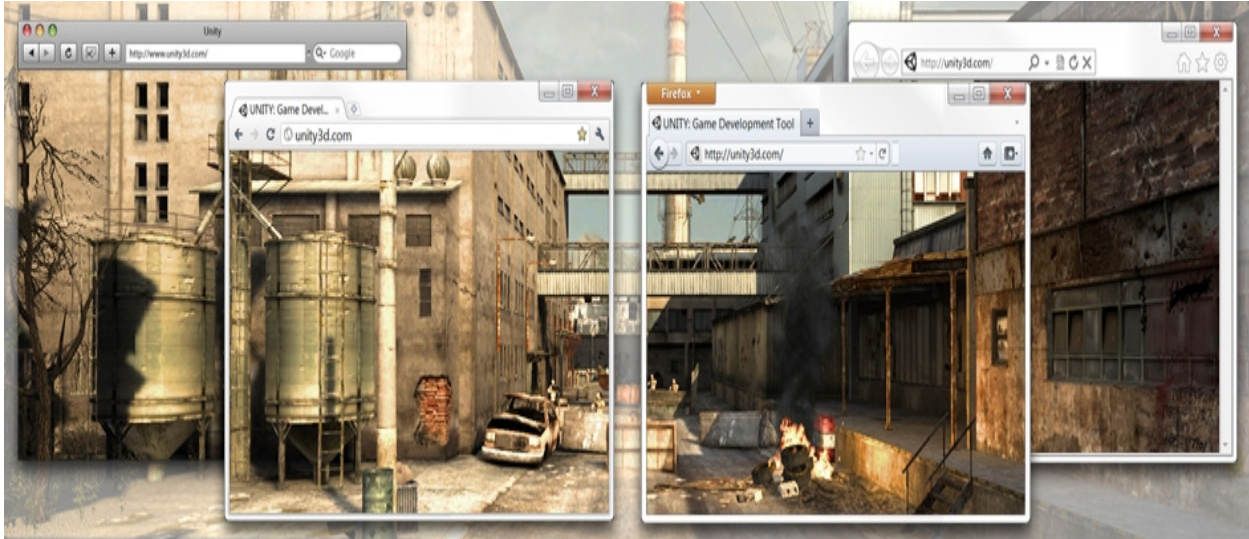 Unity
http://www.unity3d.com/
Google
UNITY: Game Devel...
unity3d.com
Firefox
UNITY: Game Development Tool
http://unity3d.com/
http://unity3d.com/